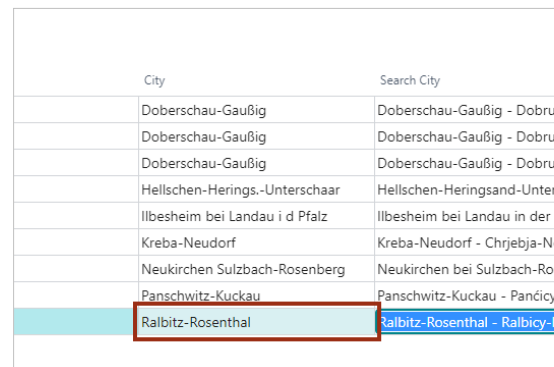 City Search City
Doberschau-Gaußig Doberschau-Gaußig - Dobru
Doberschau-Gaußig Doberschau-Gaußig - Dobru
Doberschau-Gaußig Doberschau-Gaußig - Dobru
Hellschen-Herings.-Unterschaar Hellschen-Heringsand-Unter
Ilbesheim bei Landau i d Pfalz Ilbesheim bei Landau in der
Kreba-Neudorf Kreba-Neudorf - Chrjebja-N
Neukirchen Sulzbach-Rosenberg Neukirchen bei Sulzbach-Ro
Panschwitz-Kuckau Panschwitz-Kuckau - Pančicy
Ralbitz-Rosenthal Ralbitz-Rosenthal - Ralbicy-